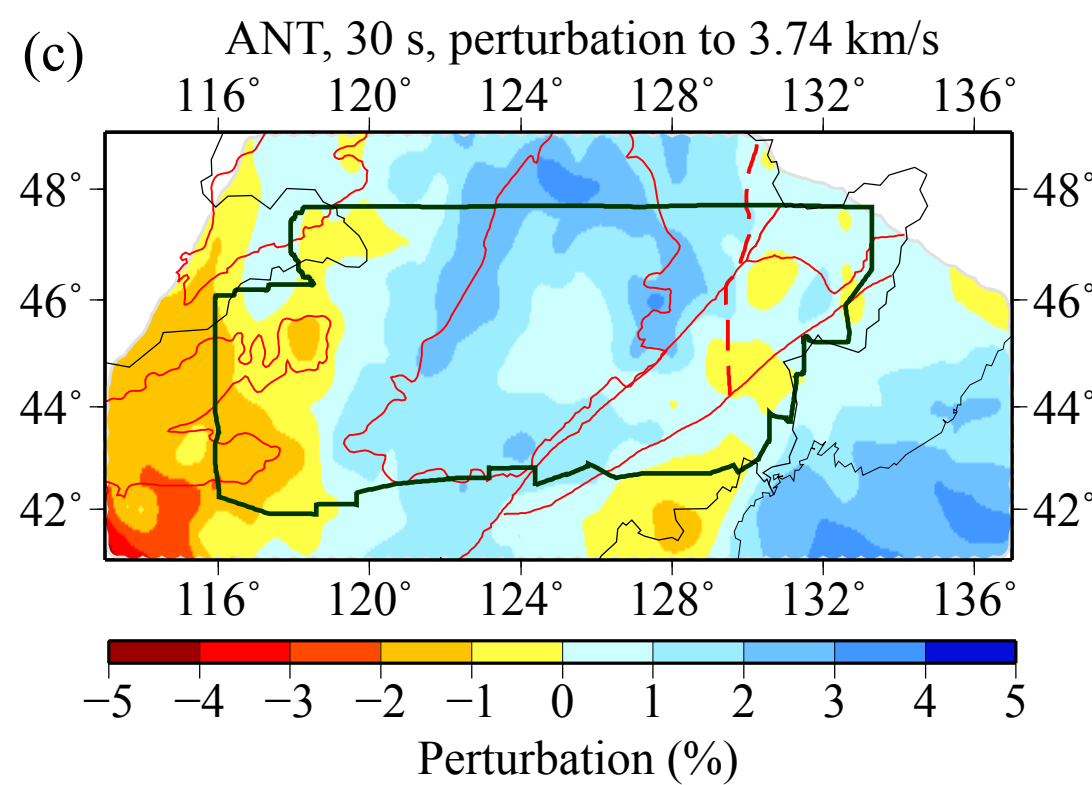 (c) ANT, 30 s, perturbation to 3.74 km/s
116° 120° 124° 128° 132° 136°
48° 48°
46° 46°
44° 44°
42° 42°
116° 120° 124° 128° 132° 136°
−5 −4 −3 −2 −1 0 1 2 3 4 5
Perturbation (%)